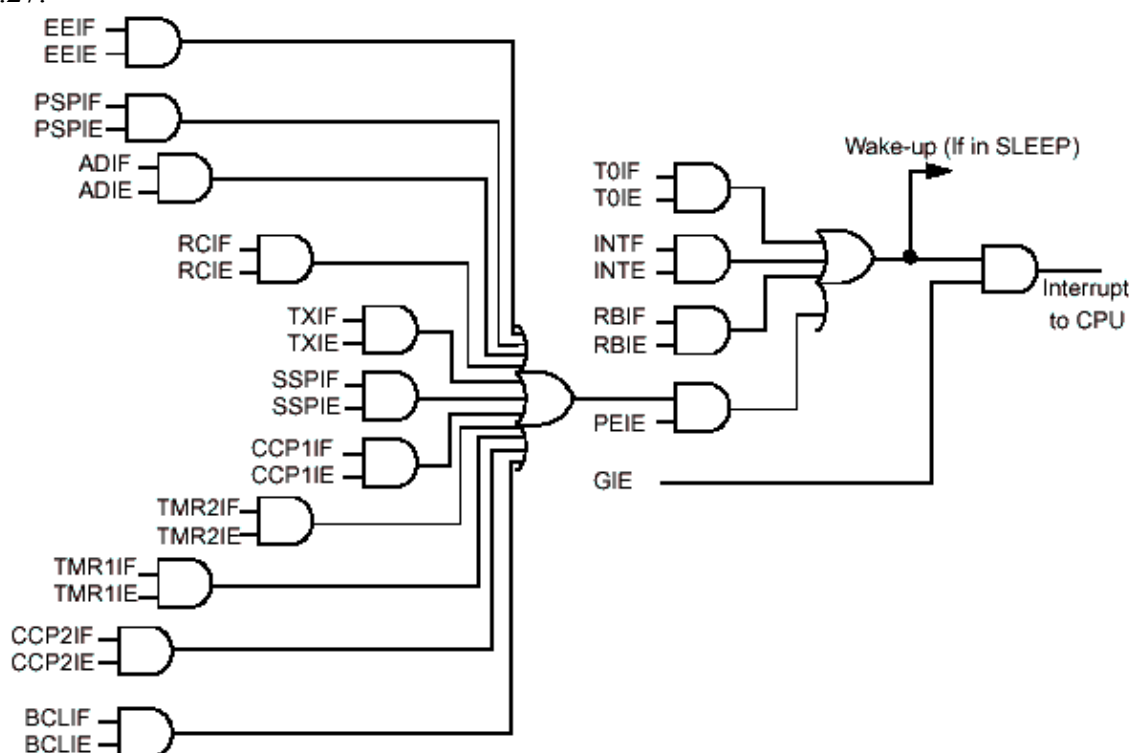 EEIF
EEIE
PSPIF
PSPIE
ADIF
ADIE
RCIF
RCIE
TXIF
TXIE
SSPIF
SSPIE
CCP1IF
CCP1IE
TMR2IF
TMR2IE
TMR1IF
TMR1IE
CCP2IF
CCP2IE
BCLIF
BCLIE
T0IF
T0IE
INTF
INTE
RBIF
RBIE
PEIE
GIE
Wake-up (If in SLEEP)
Interrupt
to CPU